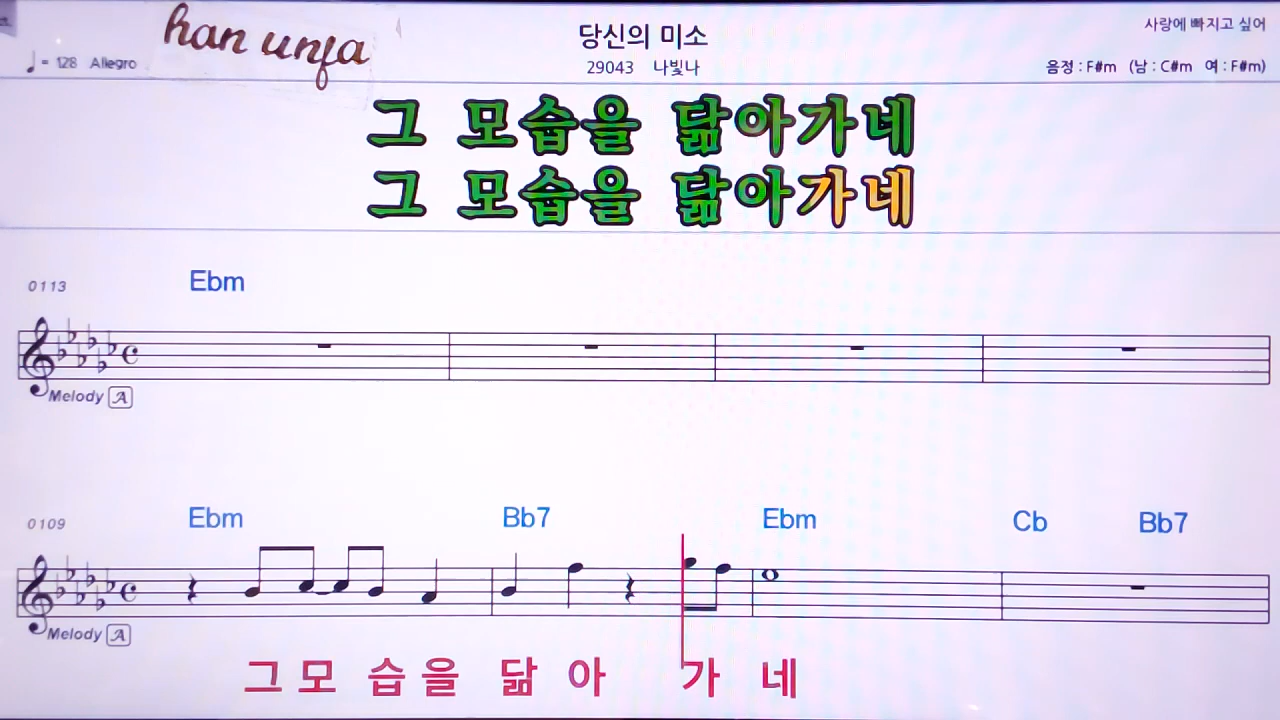 han unja
당신의 미소
사랑에 빠지고 싶어
= 128 Allegro
29043 나빛나
음정 : F#m (남 : C#m 여 : F#m)
그 모습을 닮아가네
그 모습을 닮아가네
0113 Ebm
Melody A
0109 Ebm Bb7 Ebm Cb Bb7
Melody A
그 모 습 을 닮 아 가 네